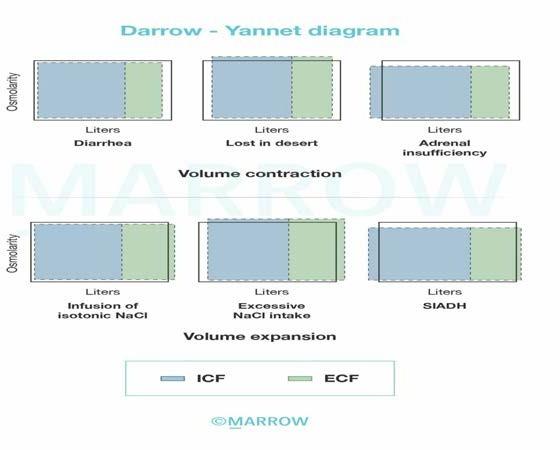 Darrow - Yannet diagram
Osmolarity
Liters
Diarrhea
Liters
Lost in desert
Liters
Adrenal
insufficiency
Volume contraction
MARROW
Osmolarity
Liters
Infusion of
isotonic NaCl
Liters
Excessive
NaCl intake
Liters
SIADH
Volume expansion
ICF
ECF
©MARROW